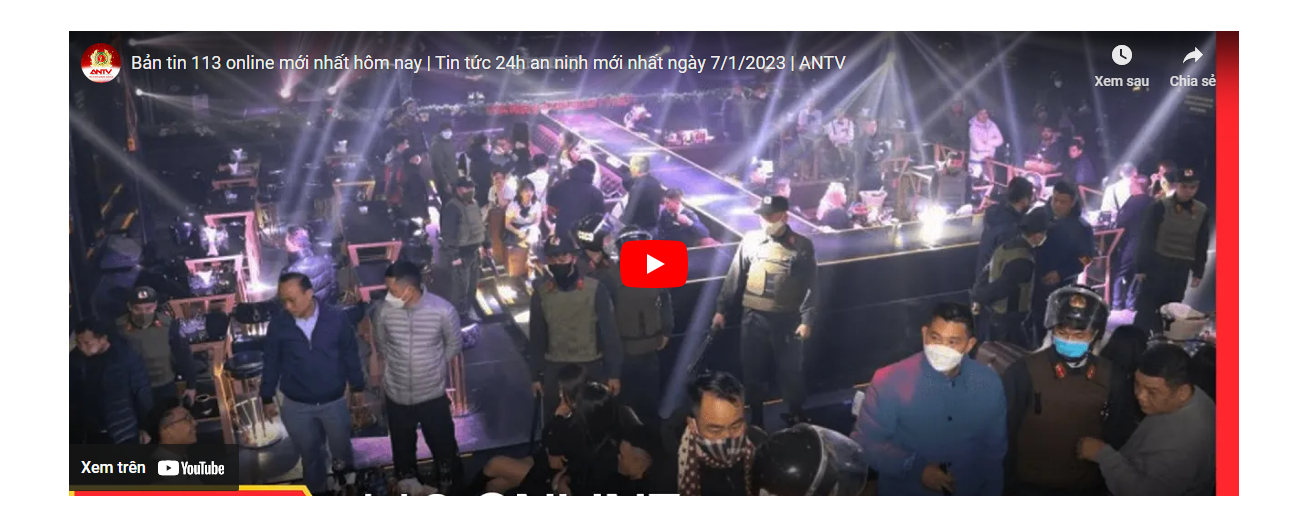 Bản tin 113 online mới nhất hôm nay | Tin tức 24h an ninh mới nhất ngày 7/1/2023 | ANTV
ANTV
Xem sau
Chia sẻ
Xem trên YouTube